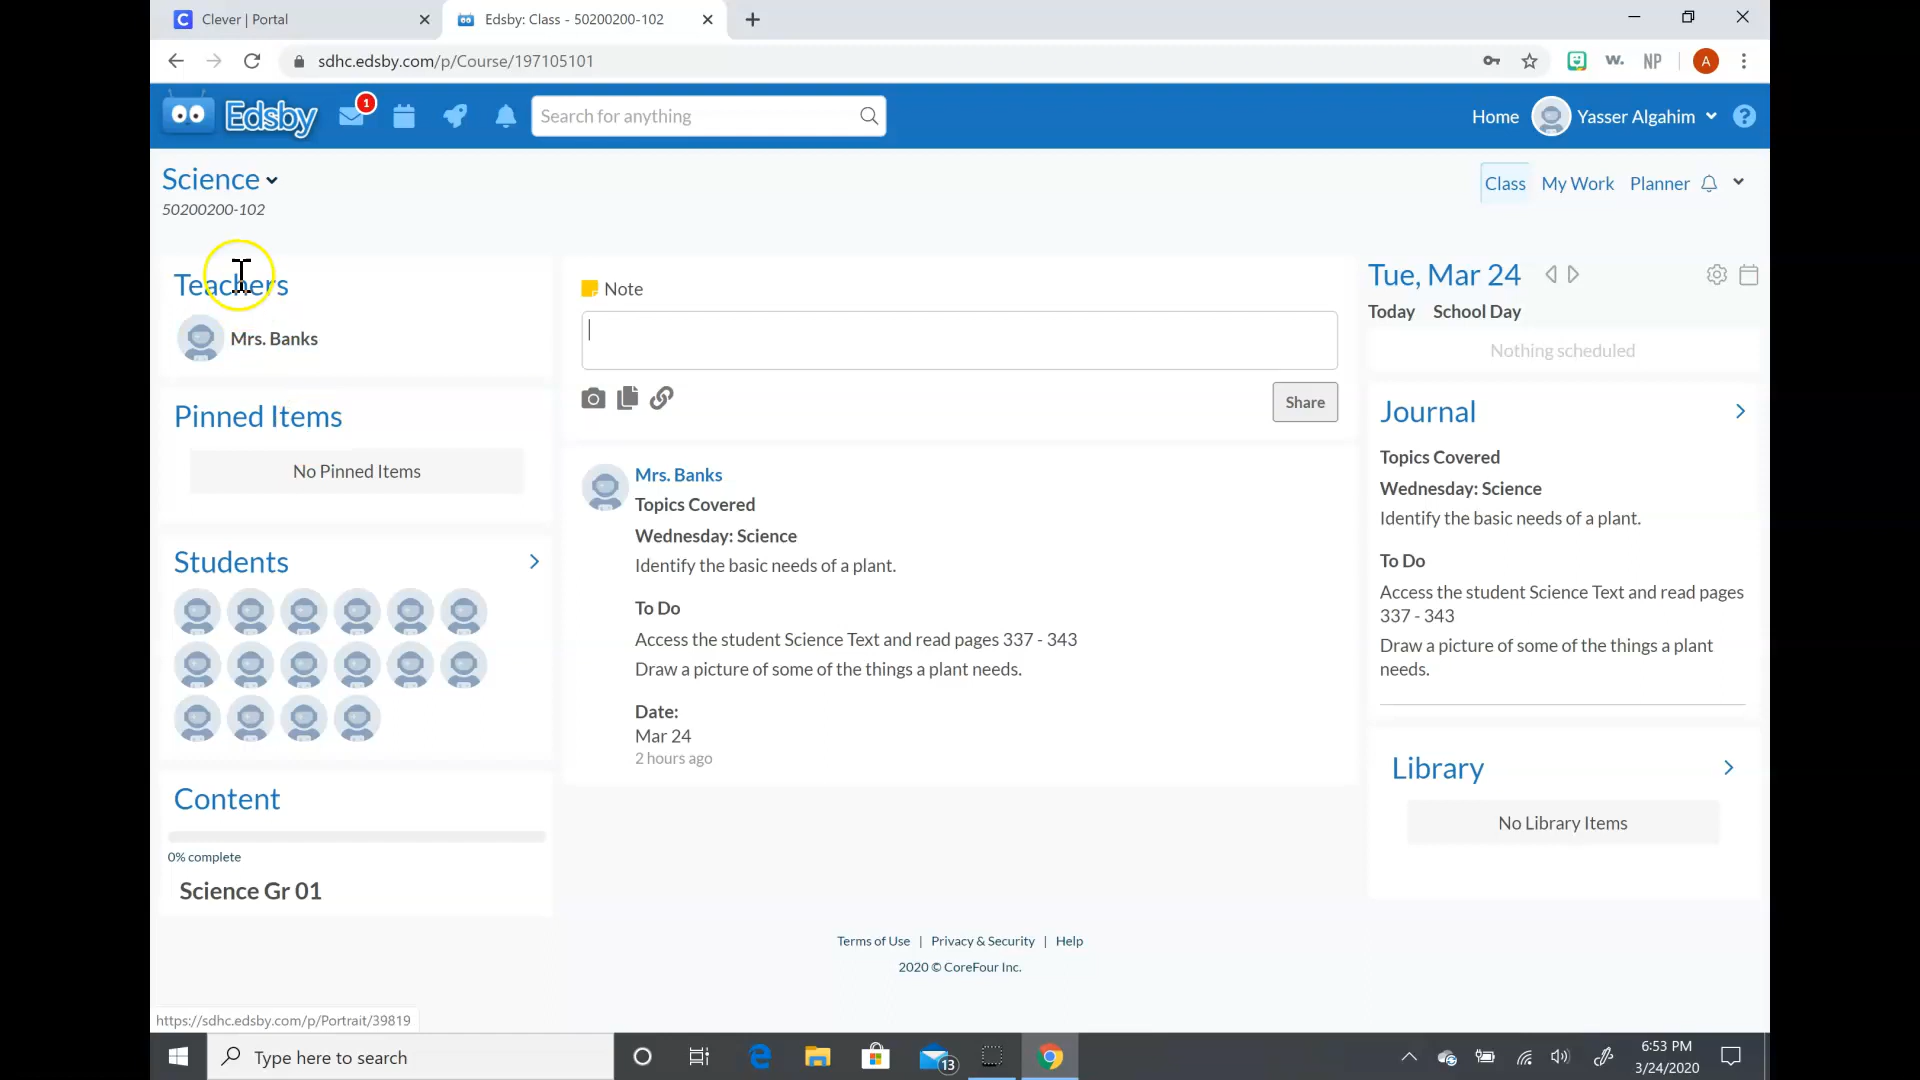 Clever | Portal
Edsby: Class - 50200200-102
sdhc.edsby.com/p/Course/197105101
W.
NP
A
Edsby
1
Search for anything
Home
Yasser Algahim
?
Science
50200200-102
Class
My Work
Planner
Teachers
Mrs. Banks
Pinned Items
No Pinned Items
Students
Content
0% complete
Science Gr 01
Note
Share
Mrs. Banks
Topics Covered
Wednesday: Science
Identify the basic needs of a plant.
To Do
Access the student Science Text and read pages 337 - 343
Draw a picture of some of the things a plant needs.
Date:
Mar 24
2 hours ago
Tue, Mar 24
Today School Day
Nothing scheduled
Journal
Topics Covered
Wednesday: Science
Identify the basic needs of a plant.
To Do
Access the student Science Text and read pages
337 - 343
Draw a picture of some of the things a plant
needs.
Library
No Library Items
Terms of Use | Privacy & Security | Help
2020 © CoreFour Inc.
https://sdhc.edsby.com/p/Portrait/39819
Type here to search
13
6:53 PM
3/24/2020